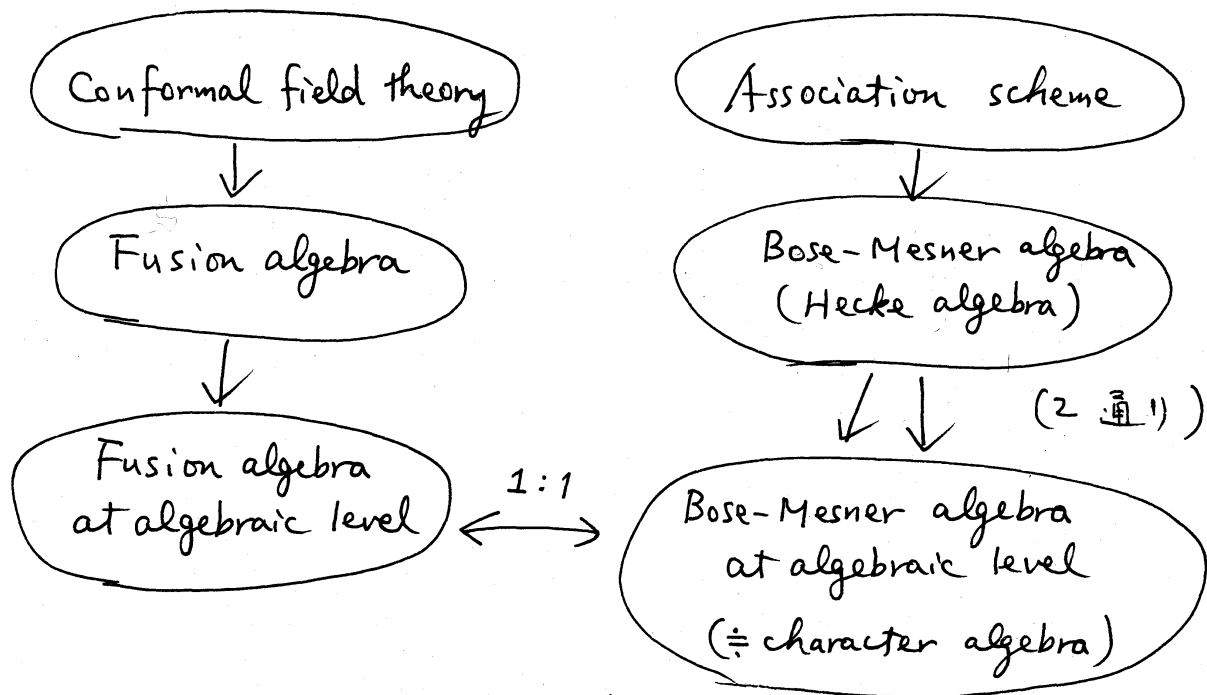 Conformal field theory
Association scheme
Fusion algebra
Bose-Mesner algebra
(Hecke algebra)
(2 通り)
Fusion algebra
at algebraic level
1:1
Bose-Mesner algebra
at algebraic level
(≒ character algebra)